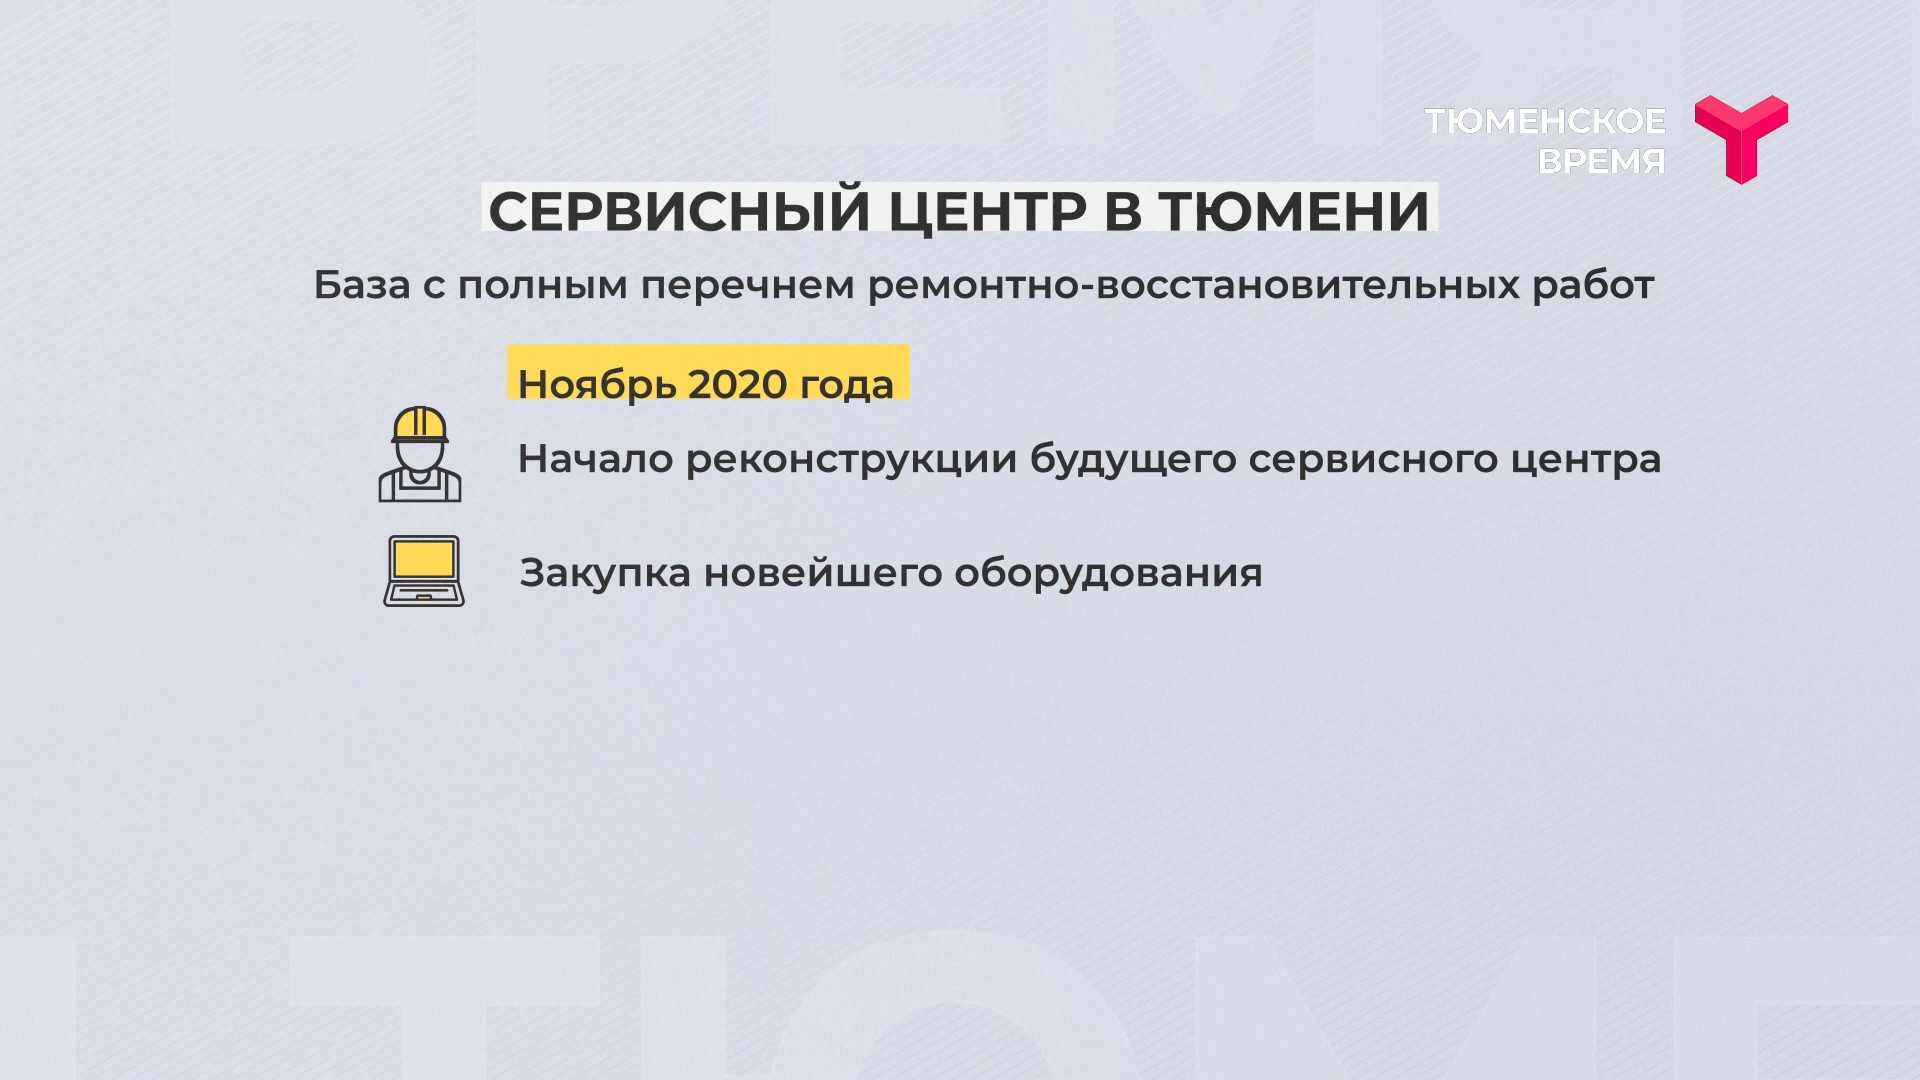 ТЮМЕНСКОЕ
ВРЕМЯ
СЕРВИСНЫЙ ЦЕНТР В ТЮМЕНИ
База с полным перечнем ремонтно-восстановительных работ
Ноябрь 2020 года
Начало реконструкции будущего сервисного центра
Закупка новейшего оборудования